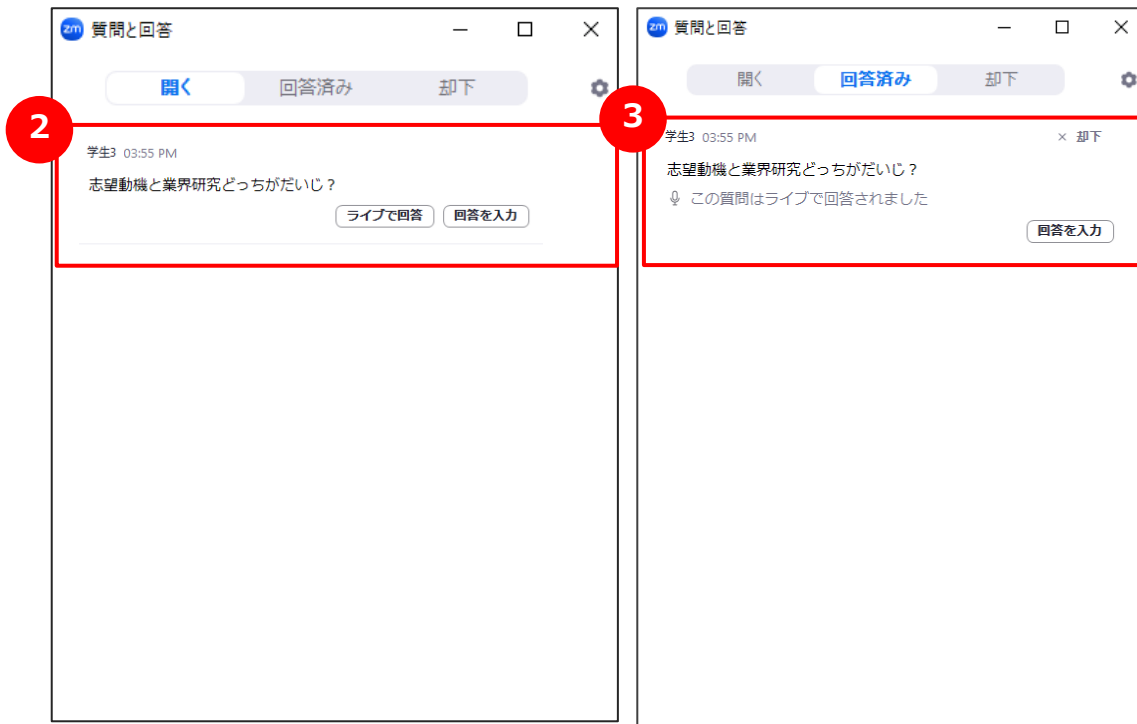 zm 質問と回答
開く 回答済み 却下
2
学生3 03:55 PM
志望動機と業界研究どっちがだいじ？
ライブで回答 回答を入力
zm 質問と回答
開く 回答済み 却下
3
学生3 03:55 PM × 却下
志望動機と業界研究どっちがだいじ？
この質問はライブで回答されました
回答を入力